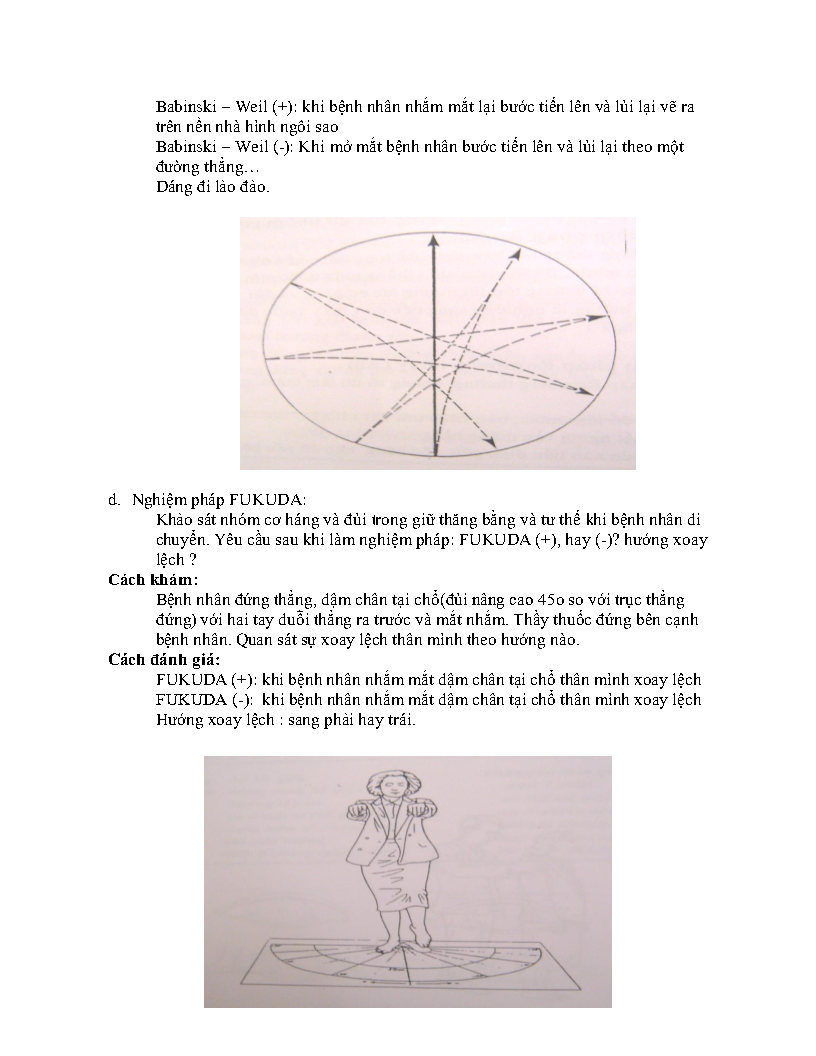 Babinski – Weil (+): khi bệnh nhân nhắm mắt lại bước tiến lên và lùi lại vẽ ra
trên nền nhà hình ngôi sao
Babinski – Weil (-): Khi mở mắt bệnh nhân bước tiến lên và lùi lại theo một
đường thẳng…
Dáng đi lảo đảo.
d. Nghiệm pháp FUKUDA:
Khảo sát nhóm cơ háng và đùi trong giữ thăng bằng và tư thế khi bệnh nhân di
chuyển. Yêu cầu sau khi làm nghiệm pháp: FUKUDA (+), hay (-)? hướng xoay
lệch ?
Cách khám:
Bệnh nhân đứng thẳng, dậm chân tại chổ(đùi nâng cao 45o so với trục thẳng
đứng) với hai tay duỗi thẳng ra trước và mắt nhắm. Thầy thuốc đứng bên cạnh
bệnh nhân. Quan sát sự xoay lệch thân mình theo hướng nào.
Cách đánh giá:
FUKUDA (+): khi bệnh nhân nhắm mắt dậm chân tại chổ thân mình xoay lệch
FUKUDA (-): khi bệnh nhân nhắm mắt dậm chân tại chổ thân mình xoay lệch
Hướng xoay lệch : sang phải hay trái.